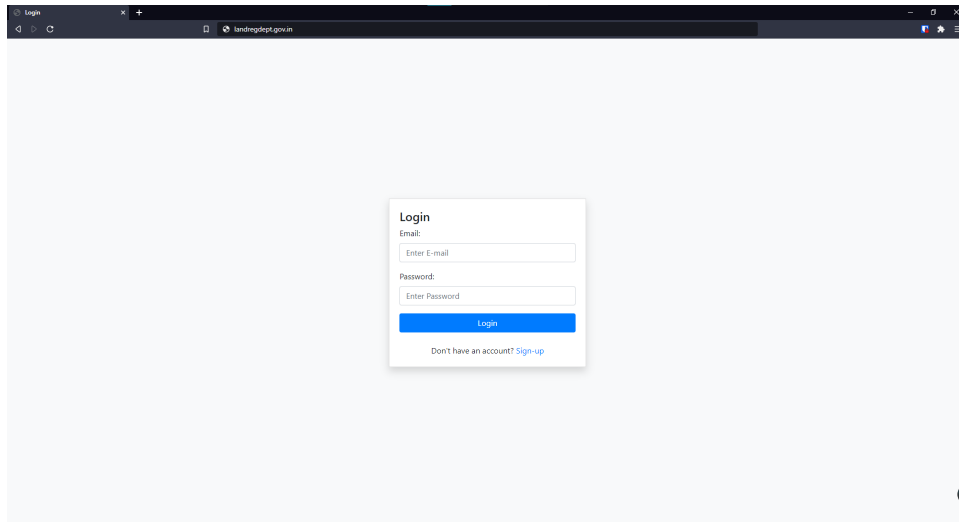 Login
landregdept.gov.in
Login
Email:
Enter E-mail
Password:
Enter Password
Login
Don't have an account? Sign-up